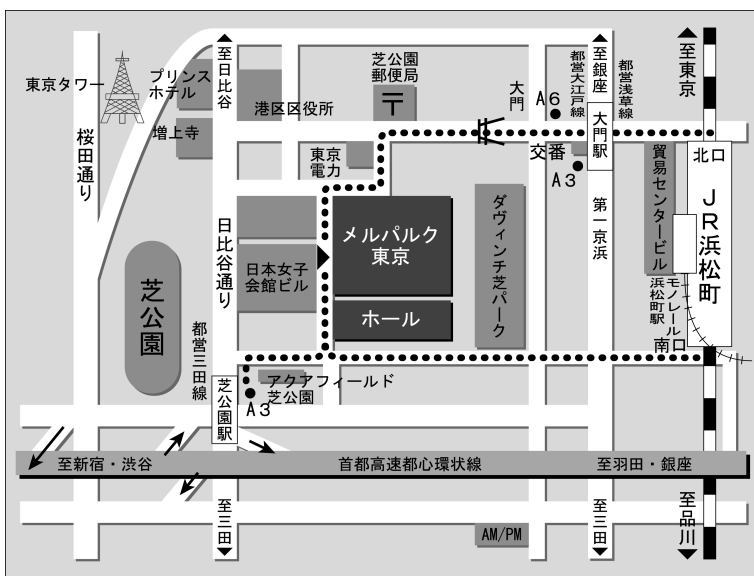 至日比谷
至銀座
至東京
東京タワー
プリンス
ホテル
芝公園
郵便局
〒
港区区役所
大門
A6
都営大江戸線
都営浅草線
大門駅
増上寺
桜田通り
東京
電力
交番
A3
北口
JR浜松町
貿易センタービル
第一京浜
日比谷通り
メルパルク
東京
ダヴィンチ芝パーク
日本女子
会館ビル
ホール
芝公園
モノレール
浜松町駅
南口
都営三田線
アクアフィールド
芝公園
A3
芝公園駅
至新宿・渋谷
首都高速都心環状線
至羽田・銀座
至三田
至三田
至品川
AM/PM